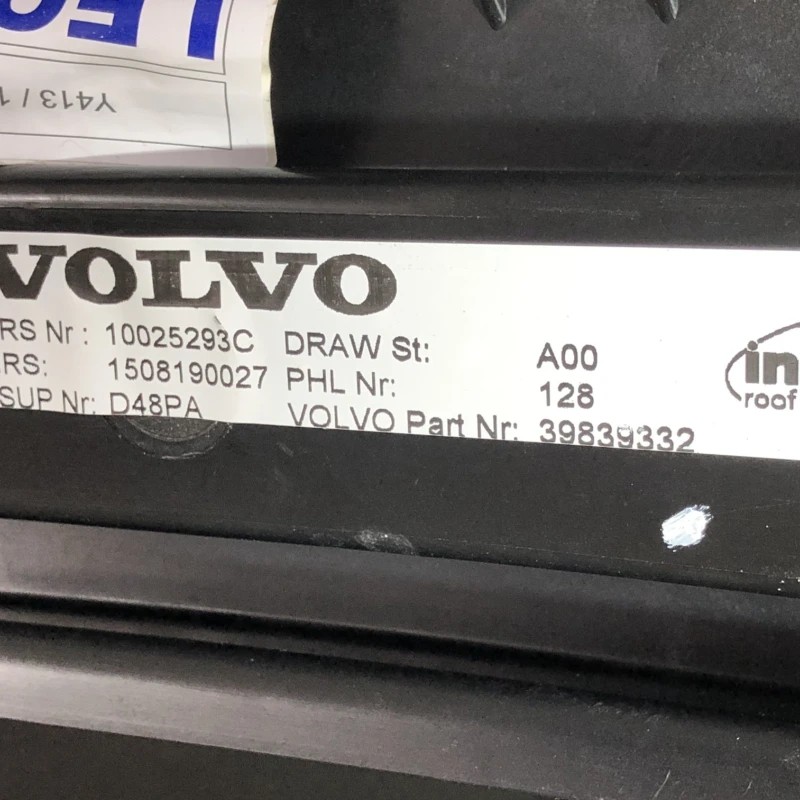 LEO
Y413 / 1
VOLVO
RS Nr : 10025293C DRAW St: A00
RS: 1508190027 PHL Nr: 128
SUP Nr: D48PA VOLVO Part Nr: 39839332
in
roof